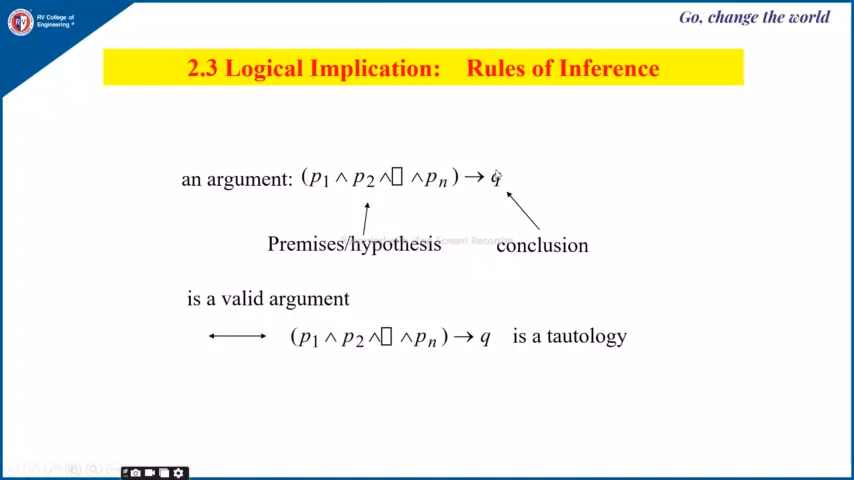 RV College of
Engineering
Go, change the world
2.3 Logical Implication: Rules of Inference
an argument: (p1 ∧ p2 ∧▯ ∧pn) → q
Premises/hypothesis
conclusion
is a valid argument
(p1 ∧ p2 ∧▯ ∧pn) → q is a tautology